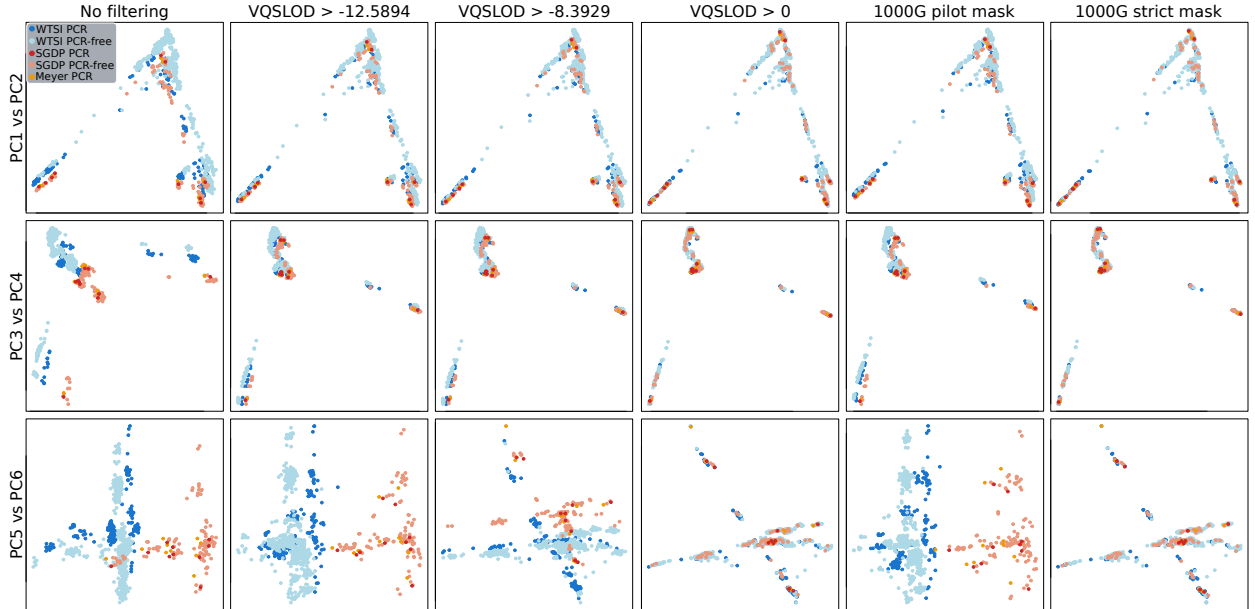 No filtering
VQSLOD > -12.5894
VQSLOD > -8.3929
VQSLOD > 0
1000G pilot mask
1000G strict mask
WTSI PCR
WTSI PCR-free
SGDP PCR
SGDP PCR-free
Meyer PCR
PC1 vs PC2
PC3 vs PC4
PC5 vs PC6